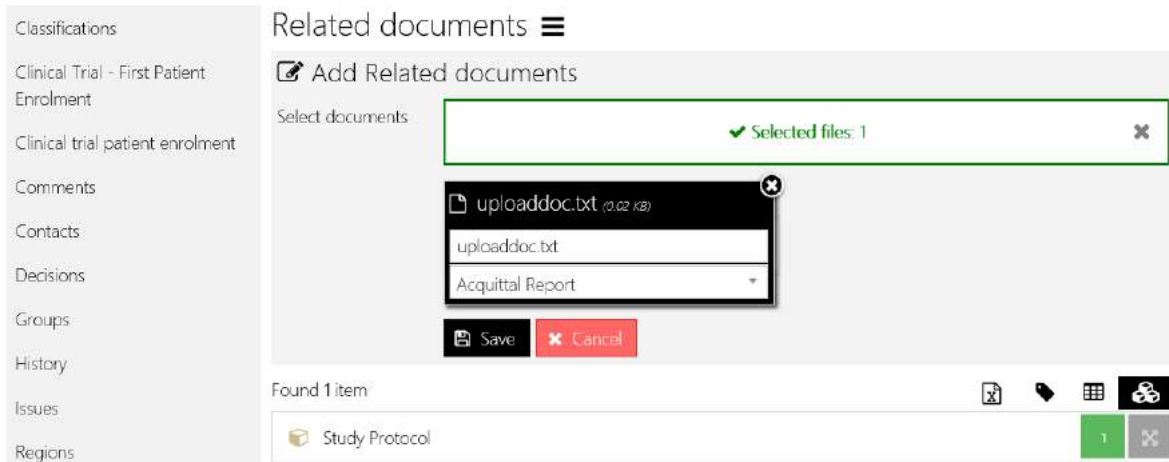 Classifications
Clinical Trial - First Patient
Enrolment
Clinical trial patient enrolment
Comments
Contacts
Decisions
Groups
History
Issues
Regions
Related documents
Add Related documents
Select documents
Selected files: 1
uploaddoc.txt (0.02 KB)
uploaddoc.txt
Acquittal Report
Save
Cancel
Found 1 item
Study Protocol
1